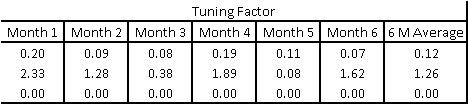 Tuning Factor
Month 1 Month 2 Month 3 Month 4 Month 5 Month 6 6 M Average
0.20 0.09 0.08 0.19 0.11 0.07 0.12
2.33 1.28 0.38 1.89 0.08 1.62 1.26
0.00 0.00 0.00 0.00 0.00 0.00 0.00